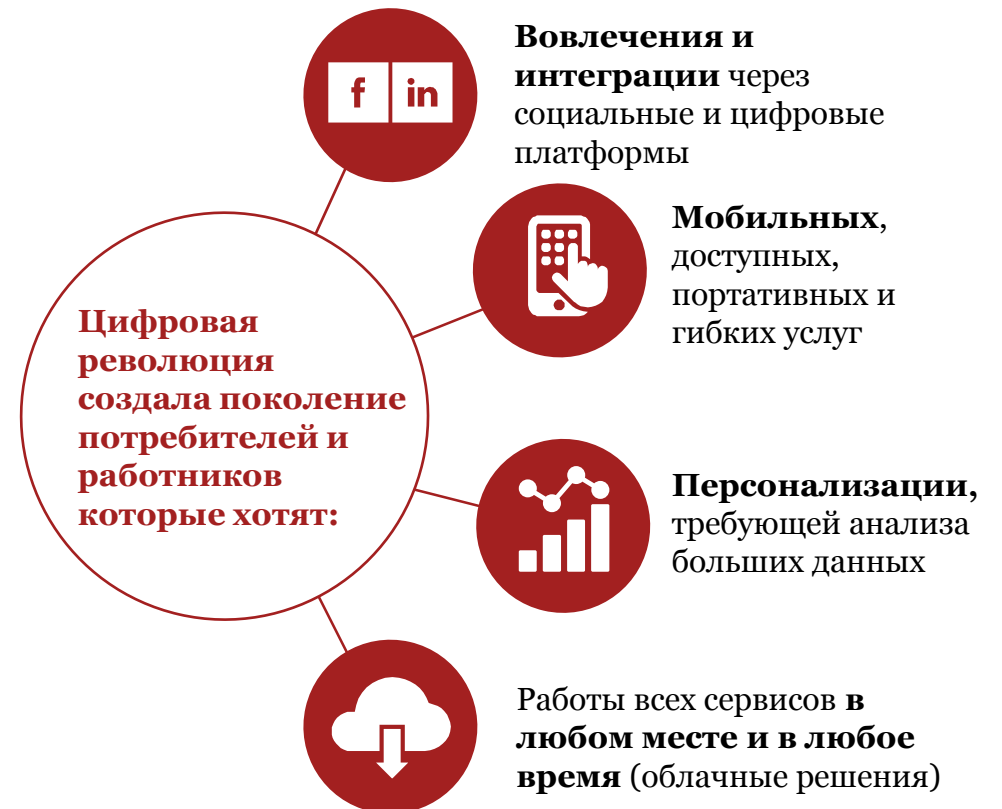 f in
Вовлечения и
интеграции через
социальные и цифровые
платформы
Мобильных,
доступных,
портативных и
гибких услуг
Цифровая
революция
создала поколение
потребителей и
работников
которые хотят:
Персонализации,
требующей анализа
больших данных
Работы всех сервисов в
любом месте и в любое
время (облачные решения)